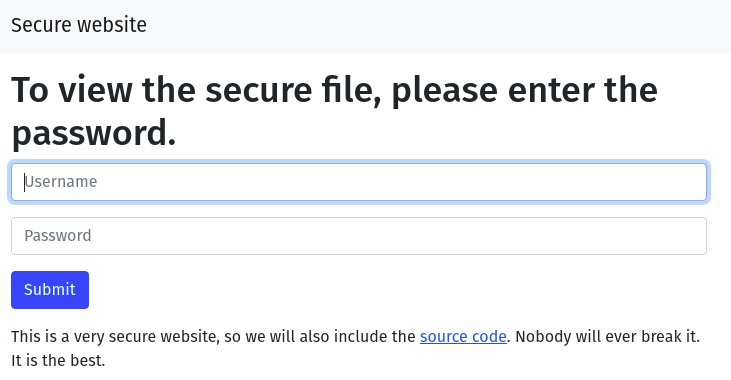 Secure website
To view the secure file, please enter the
password.
Username
Password
Submit
This is a very secure website, so we will also include the source code. Nobody will ever break it.
It is the best.